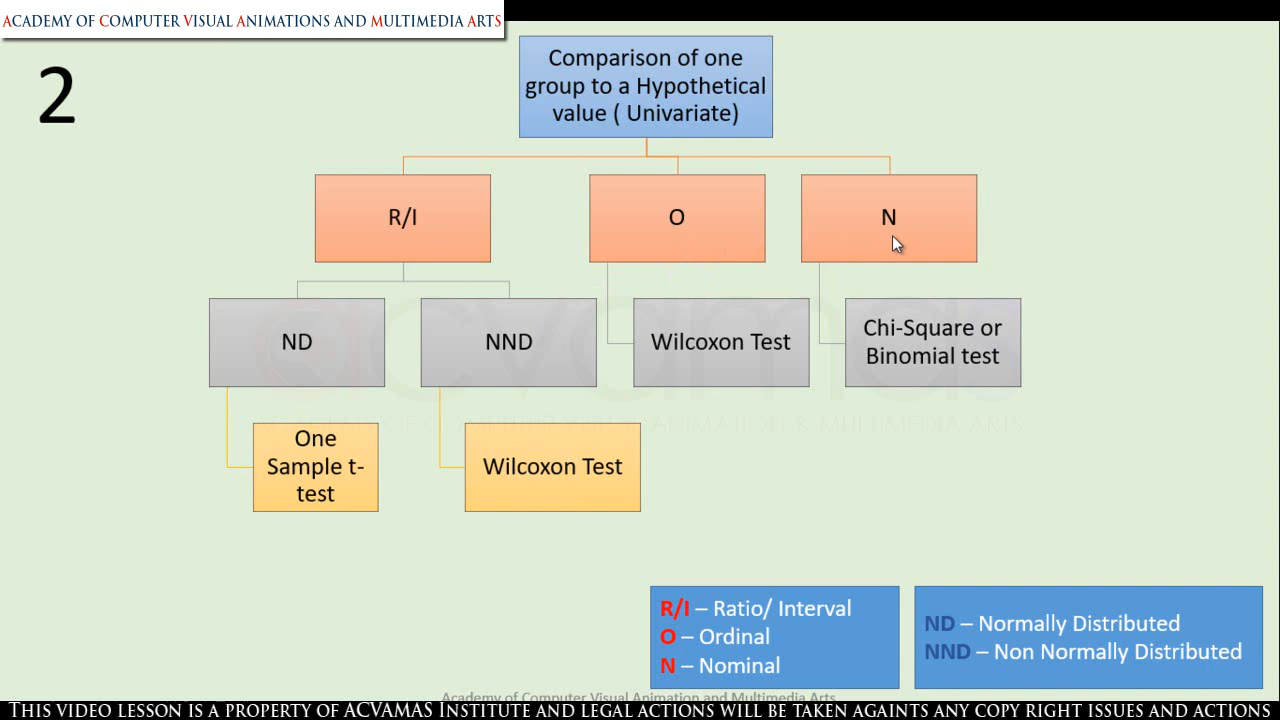 ACADEMY OF COMPUTER VISUAL ANIMATIONS AND MULTIMEDIA ARTS
2
Comparison of one
group to a Hypothetical
value ( Univariate)
R/I
O
N
ND
NND
Wilcoxon Test
Chi-Square or
Binomial test
One
Sample t-
test
Wilcoxon Test
R/I – Ratio/ Interval
O – Ordinal
N – Nominal
ND – Normally Distributed
NND – Non Normally Distributed
acvamas
Academy of Computer Visual Animation and Multimedia Arts
THIS VIDEO LESSON IS A PROPERTY OF ACVAMAS INSTITUTE AND LEGAL ACTIONS WILL BE TAKEN AGAINTS ANY COPY RIGHT ISSUES AND ACTIONS